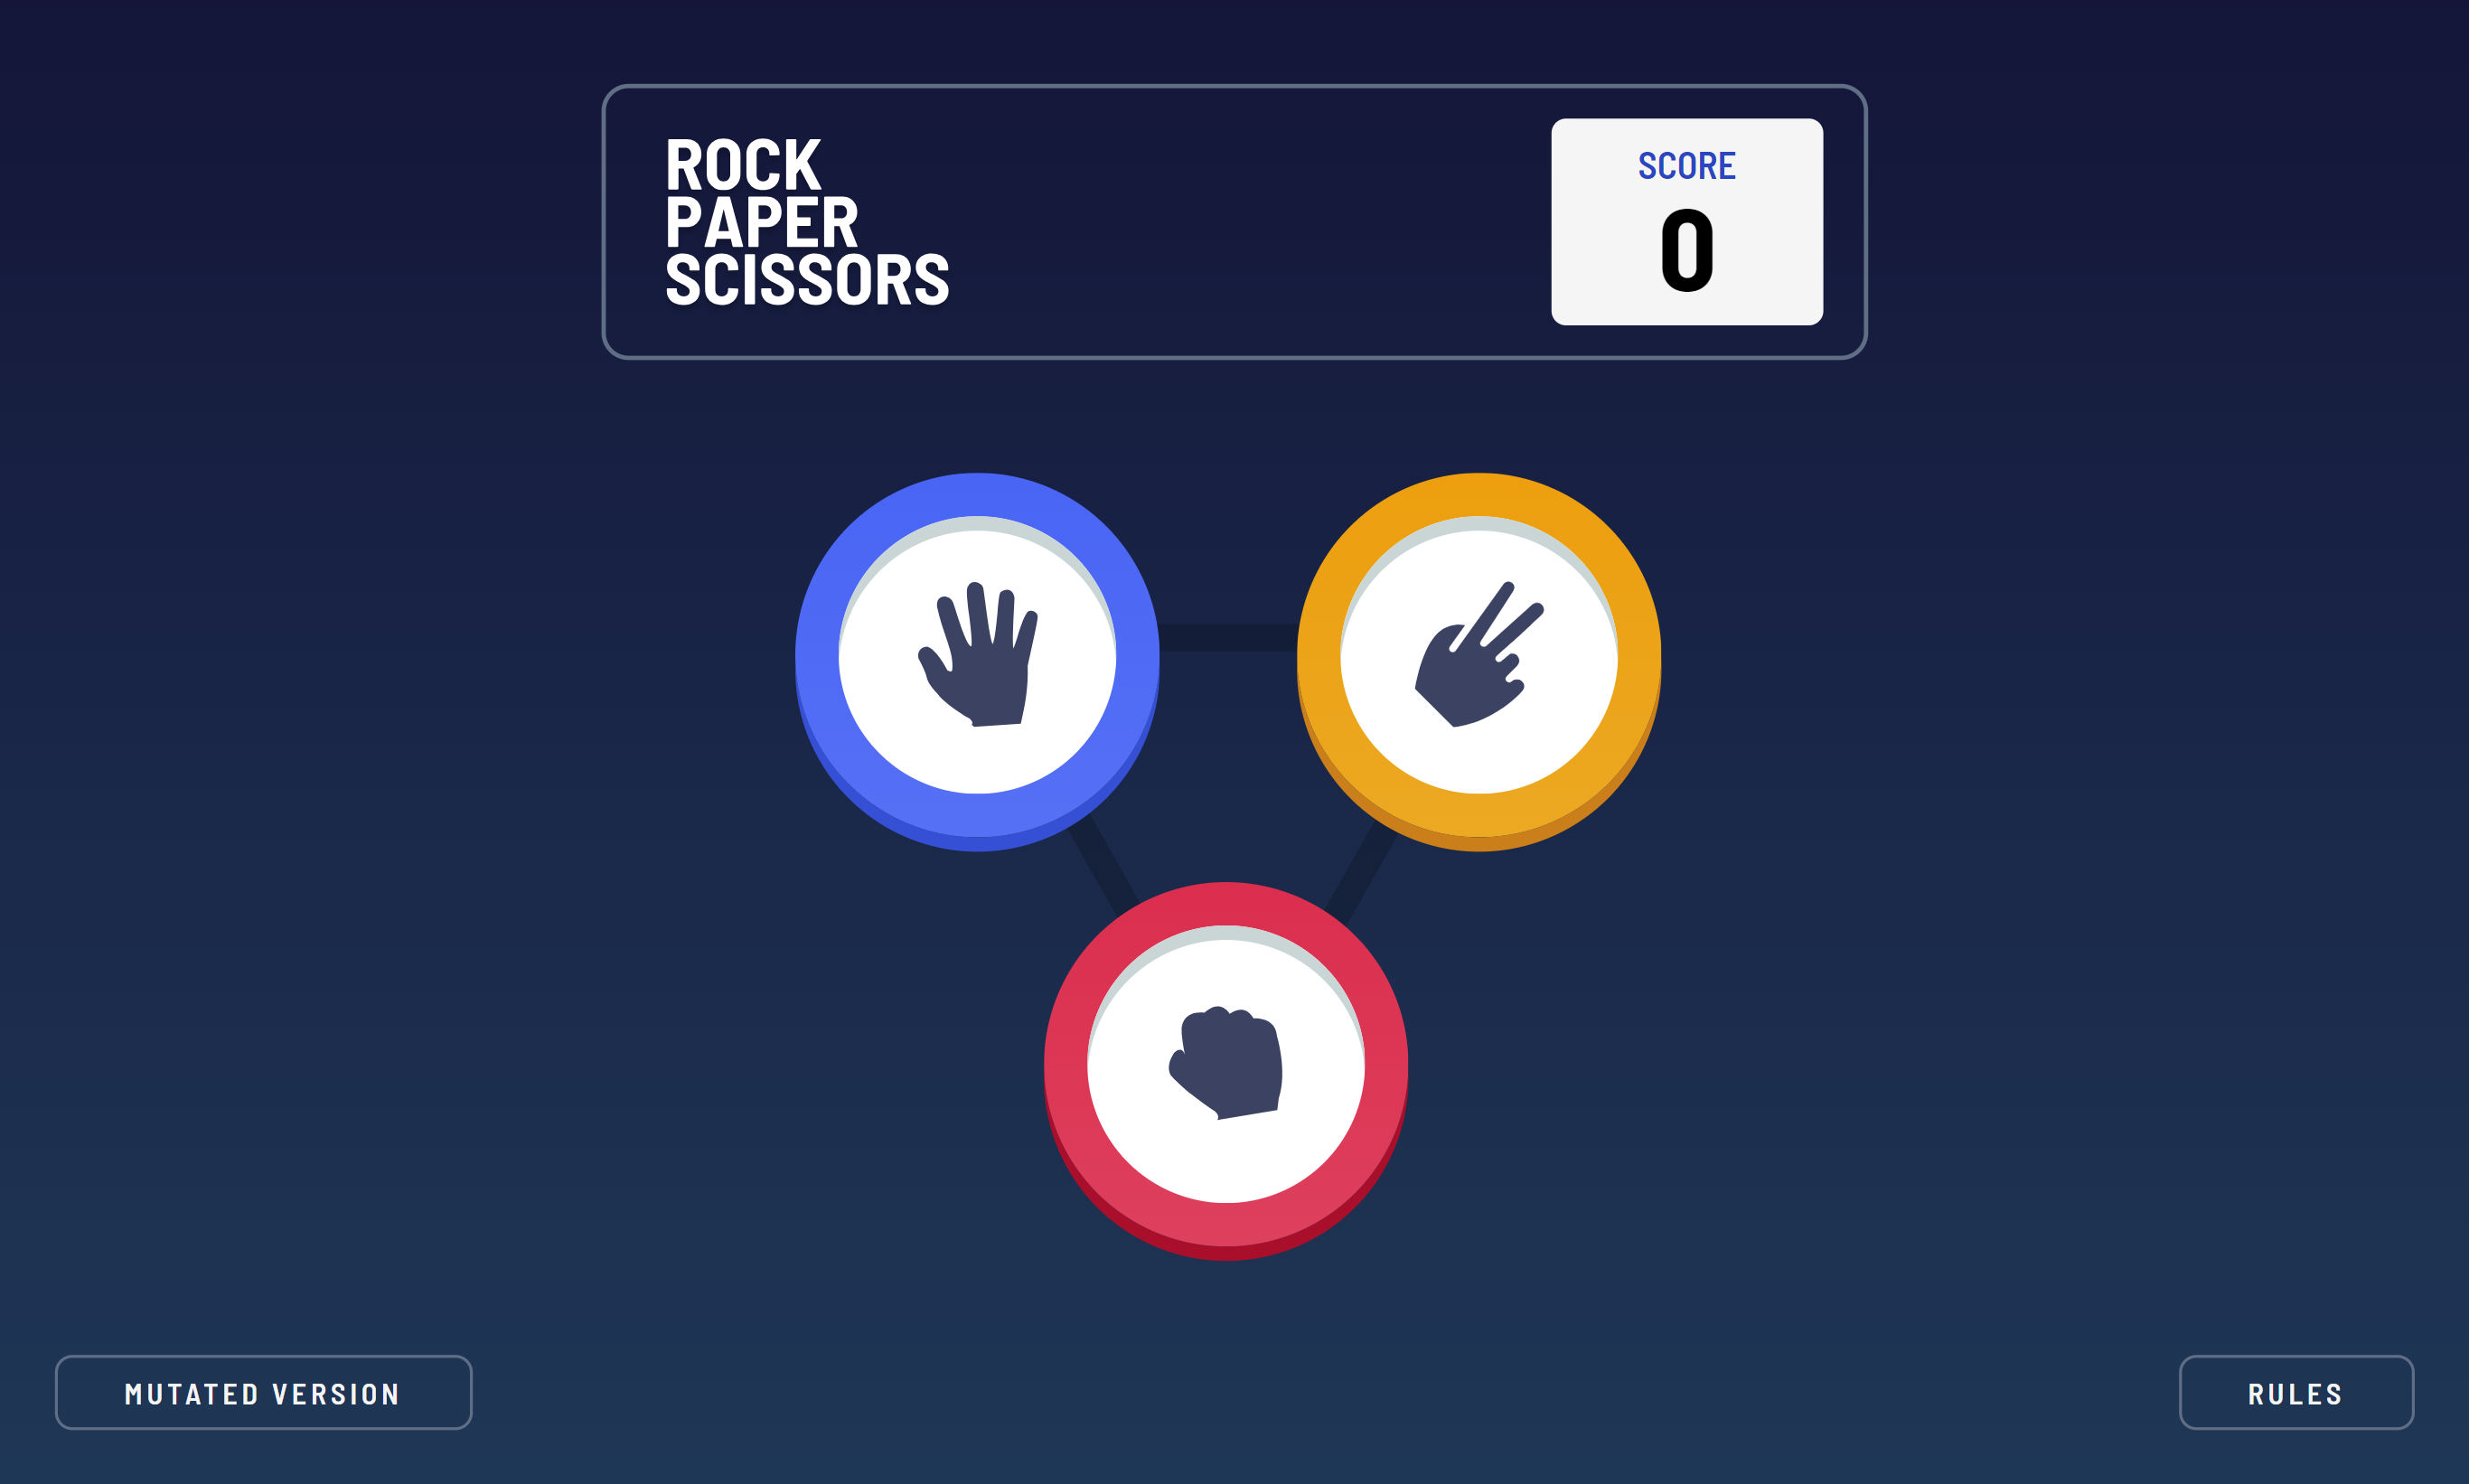 ROCK
PAPER
SCISSORS
SCORE
0
MUTATED VERSION
RULES